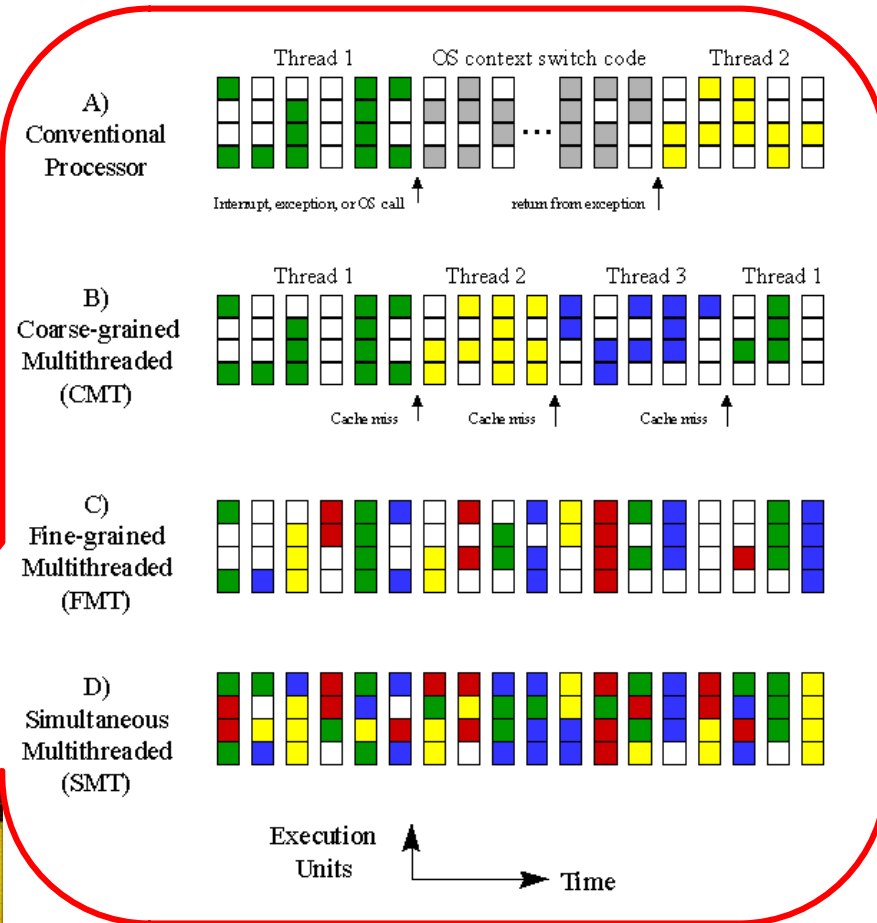 Thread 1
OS context switch code
Thread 2
A)
Conventional
Processor
...
Interrupt, exception, or OS call
return from exception
Thread 1
Thread 2
Thread 3
Thread 1
B)
Coarse-grained
Multithreaded
(CMT)
Cache miss
Cache miss
Cache miss
C)
Fine-grained
Multithreaded
(FMT)
D)
Simultaneous
Multithreaded
(SMT)
Execution
Units
Time